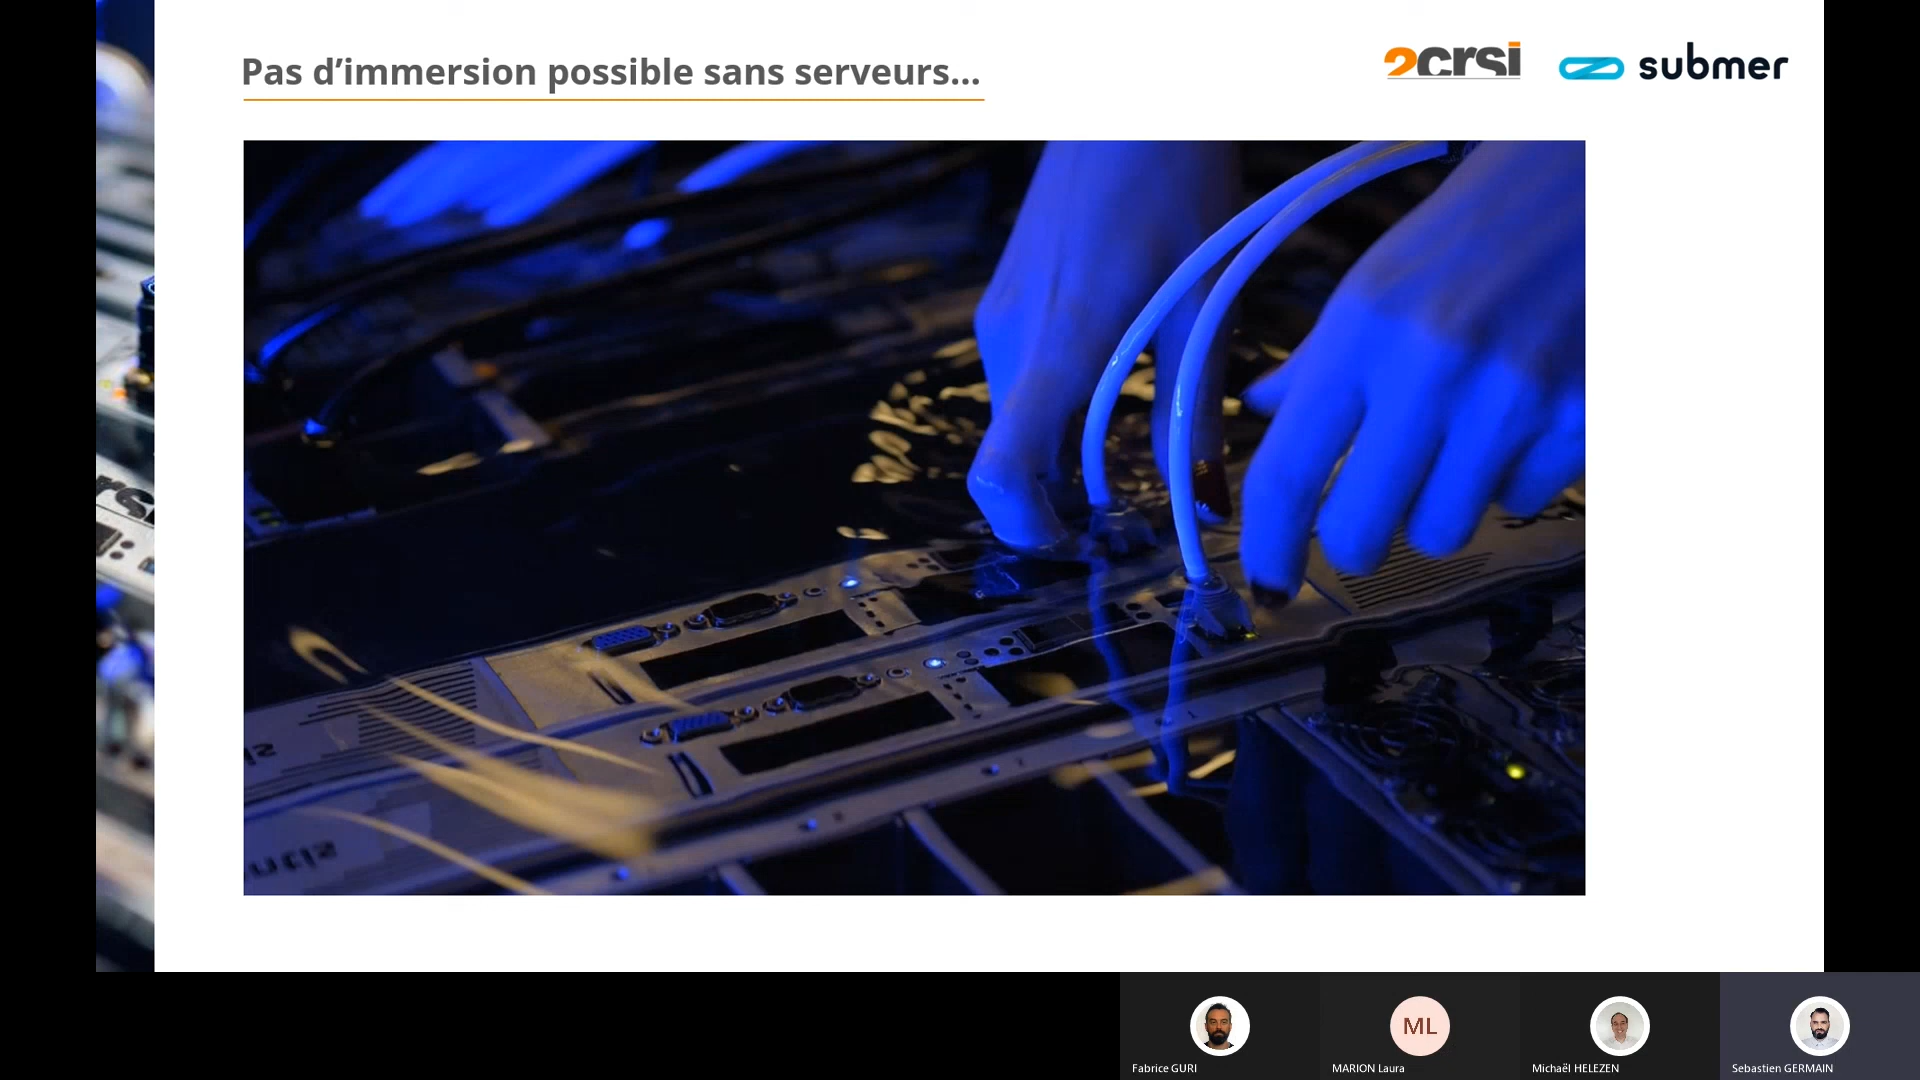 Pas d’immersion possible sans serveurs...
2crsi
submer
ML
Fabrice GURI
MARION Laura
Michaël HELEZEN
Sebastien GERMAIN